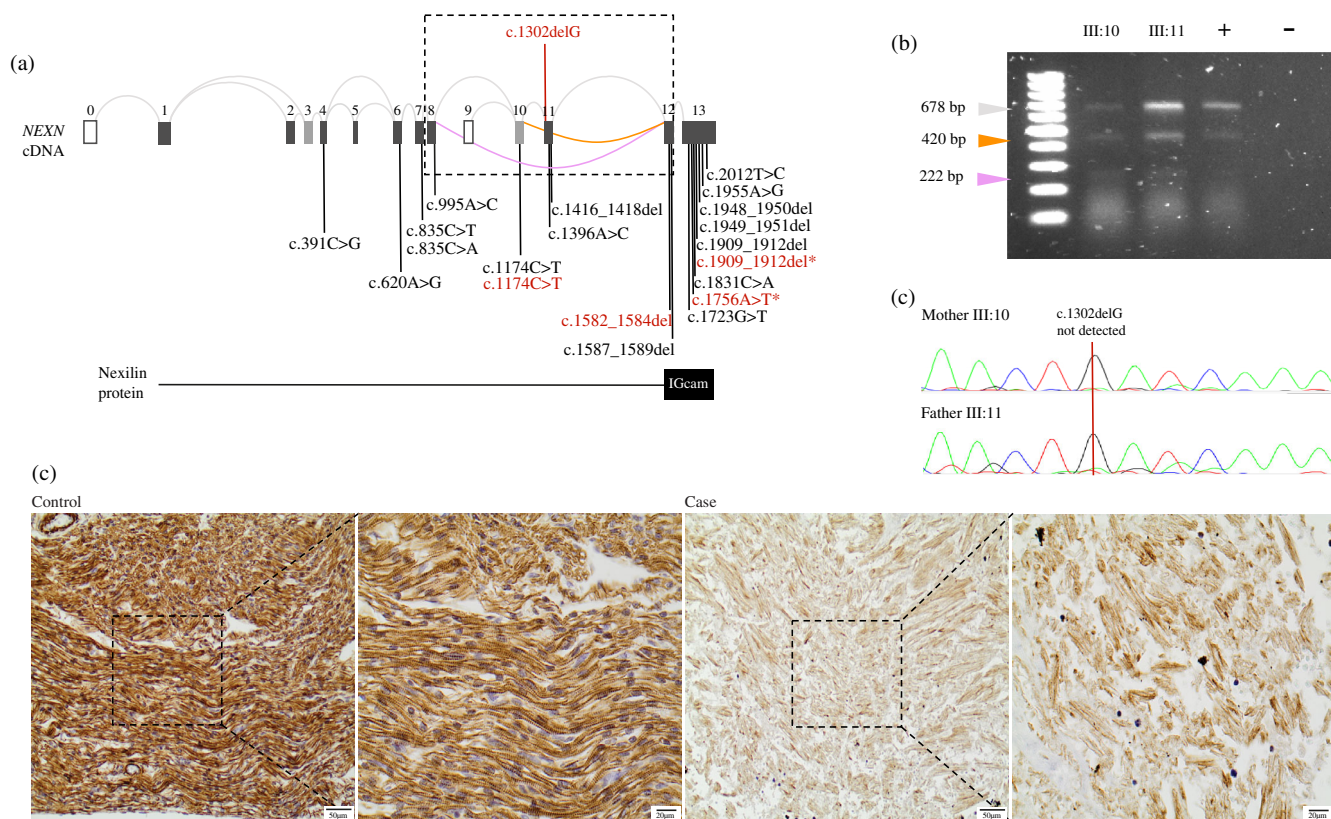 (a)
c.1302delG
0
1
2
3
4
5
6
7
8
9
10
11
12
13
NEXN
cDNA
c.2012T>C
c.1955A>G
c.995A>C
c.1416_1418del
c.1948_1950del
c.835C>T
c.1949_1951del
c.391C>G
c.1396A>C
c.835C>A
c.1909_1912del
c.1174C>T
c.1909_1912del*
c.620A>G
c.1174C>T
c.1831C>A
c.1756A>T*
c.1582_1584del
c.1723G>T
c.1587_1589del
Nexilin
protein
IGcam
(b)
III:10
III:11
+
-
678 bp
420 bp
222 bp
(c)
c.1302delG
not detected
Mother III:10
Father III:11
(c)
Control
Case
50μm
20μm
50μm
20μm